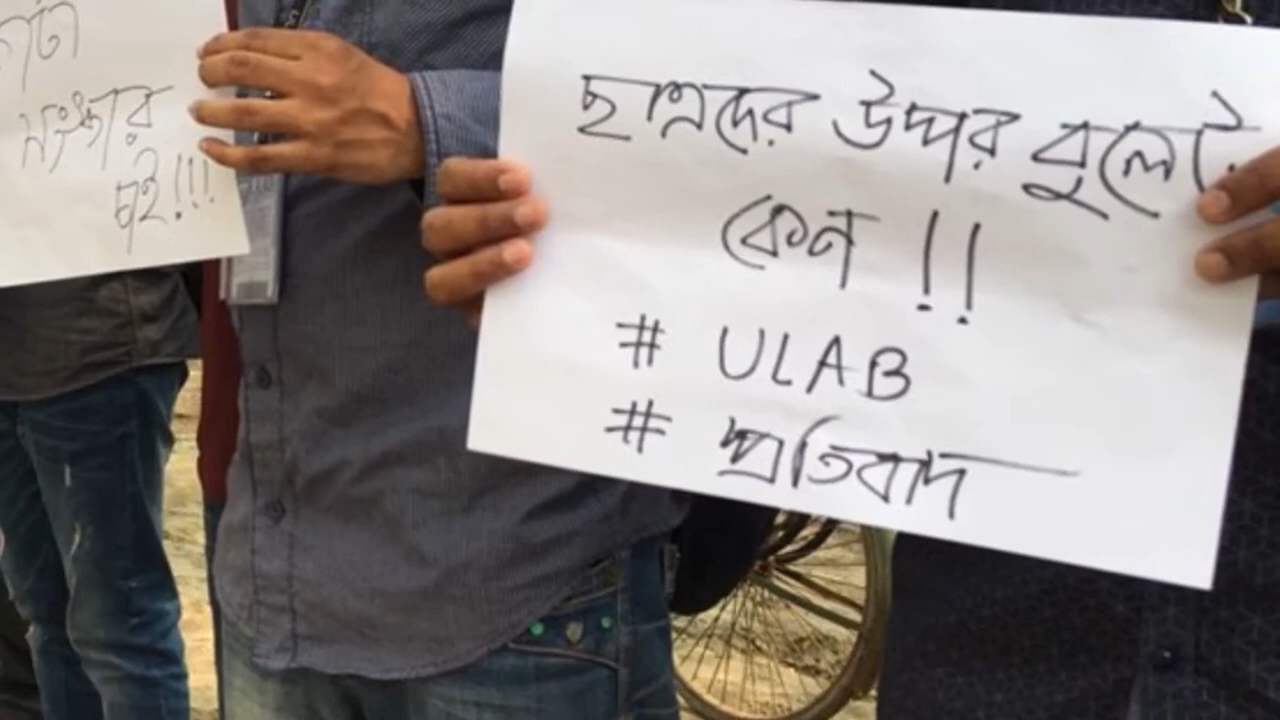 সংস্কার
চাই!!!
ছাত্রদের উপর বুলেট
কেন !!
# ULAB
# প্রতিবাদ